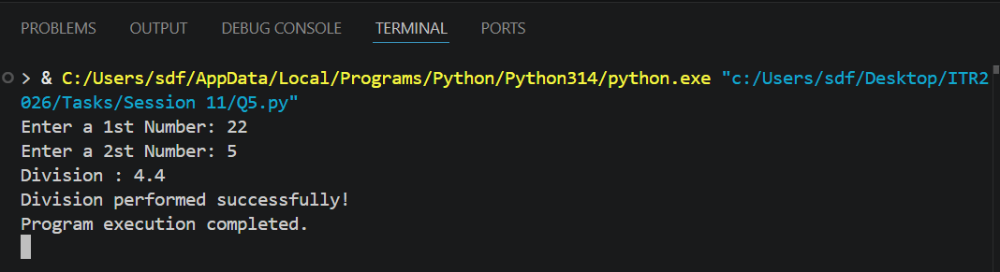 PROBLEMS OUTPUT DEBUG CONSOLE TERMINAL PORTS
> & C:/Users/sdf/AppData/Local/Programs/Python/Python314/python.exe "c:/Users/sdf/Desktop/ITR2
026/Tasks/Session 11/Q5.py"
Enter a 1st Number: 22
Enter a 2st Number: 5
Division : 4.4
Division performed successfully!
Program execution completed.